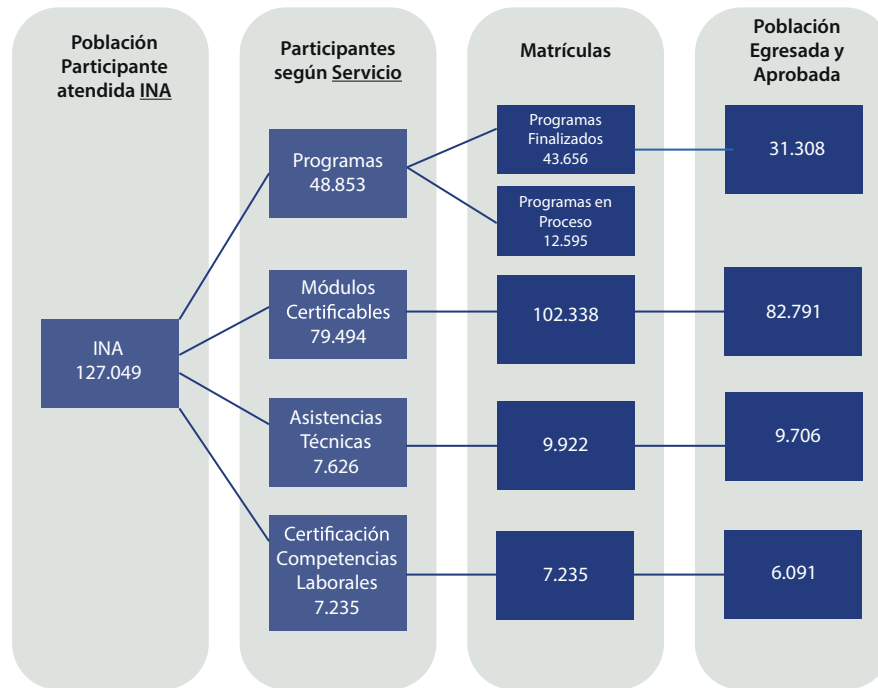 Población
Participante
atendida INA
Participantes
según Servicio
Matrículas
Población
Egresada y
Aprobada
INA
127.049
Programas
48.853
Programas
Finalizados
43.656
31.308
Programas en
Proceso
12.595
Módulos
Certificables
79.494
102.338
82.791
Asistencias
Técnicas
7.626
9.922
9.706
Certificación
Competencias
Laborales
7.235
7.235
6.091